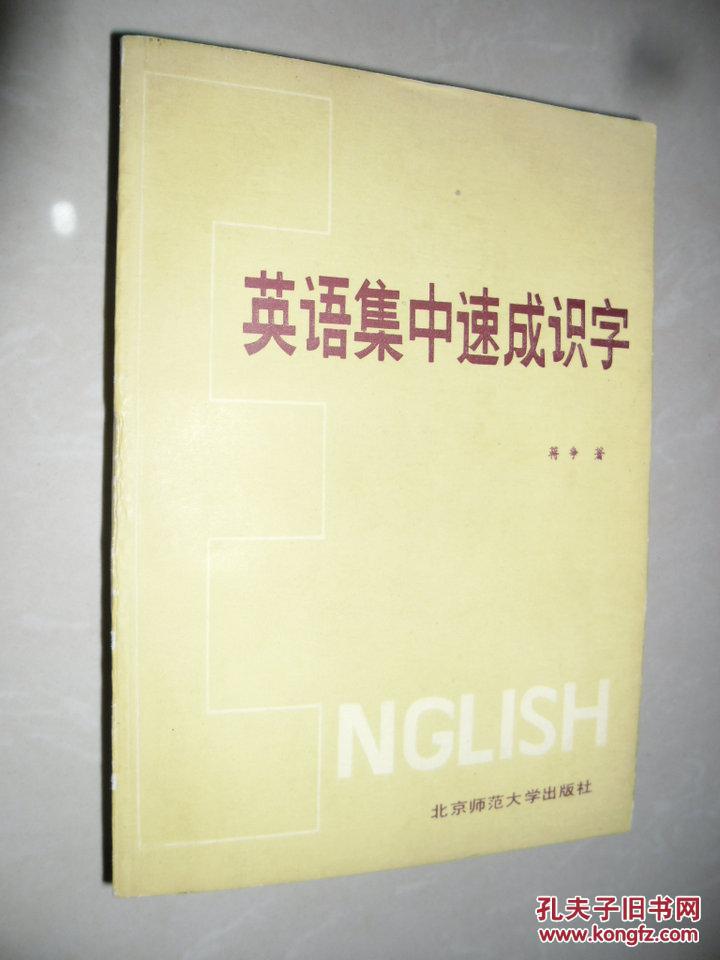 英语集中速成识字
蒋争 著
ENGLISH
北京师范大学出版社
孔夫子旧书网
www.kongfz.com